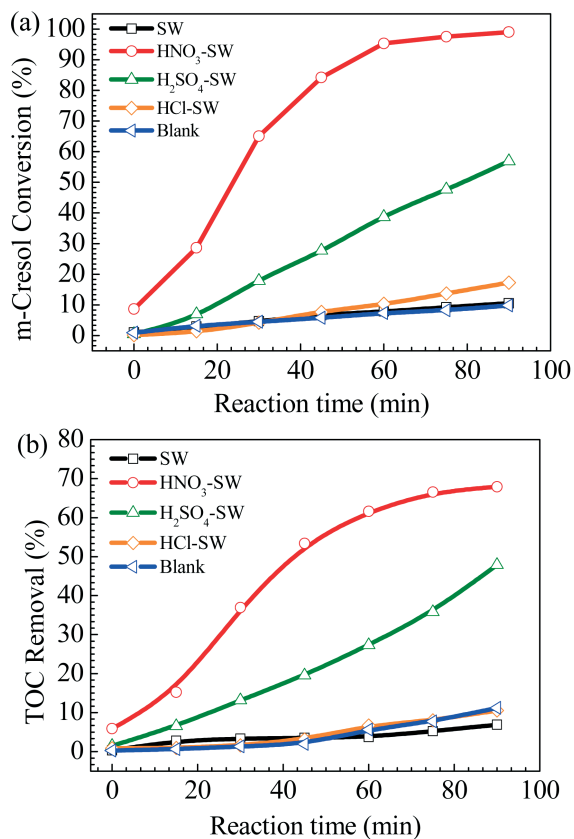 (a)
100
90
80
70
60
50
40
30
20
10
0
m-Cresol Conversion (%)
SW
HNO₃-SW
H₂SO₄-SW
HCl-SW
Blank
0 20 40 60 80 100
Reaction time (min)
(b)
80
70
60
50
40
30
20
10
0
TOC Removal (%)
SW
HNO₃-SW
H₂SO₄-SW
HCl-SW
Blank
0 20 40 60 80 100
Reaction time (min)